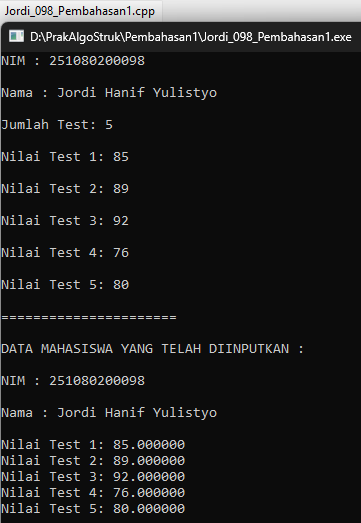 Jordi_098_Pembahasan1.cpp
D:\PrakAlgoStruk\Pembahasan1\Jordi_098_Pembahasan1.exe
NIM : 251080200098
Nama : Jordi Hanif Yulistyo
Jumlah Test: 5
Nilai Test 1: 85
Nilai Test 2: 89
Nilai Test 3: 92
Nilai Test 4: 76
Nilai Test 5: 80
======================
DATA MAHASISWA YANG TELAH DIINPUTKAN :
NIM : 251080200098
Nama : Jordi Hanif Yulistyo
Nilai Test 1: 85.000000
Nilai Test 2: 89.000000
Nilai Test 3: 92.000000
Nilai Test 4: 76.000000
Nilai Test 5: 80.000000